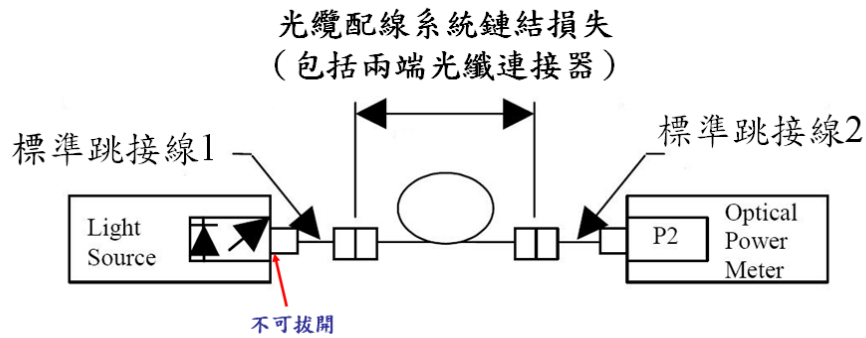 光纜配線系統鏈結損失
（包括兩端光纖連接器）
標準跳接線1
標準跳接線2
Light
Source
P2
Optical
Power
Meter
不可拔開